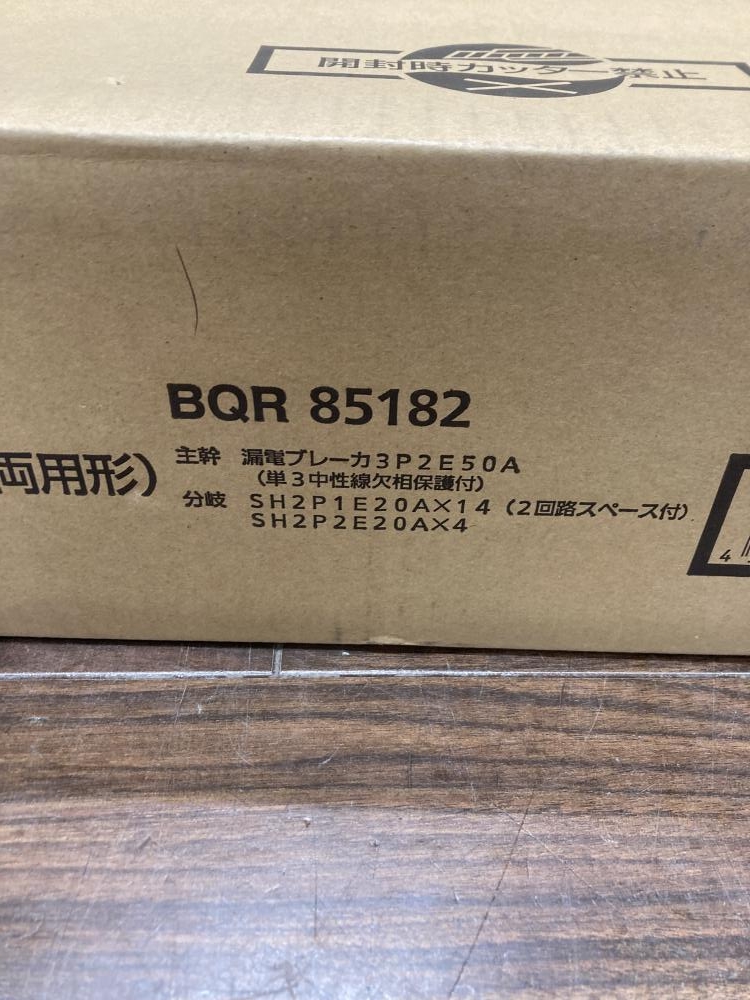 開封時カッター禁止
BQR 85182
両用形)
主幹 漏電ブレーカ3P2E50A
(単3中性線欠相保護付)
分岐 SH2P1E20A×14 (2回路スペース付)
SH2P2E20A×4
4